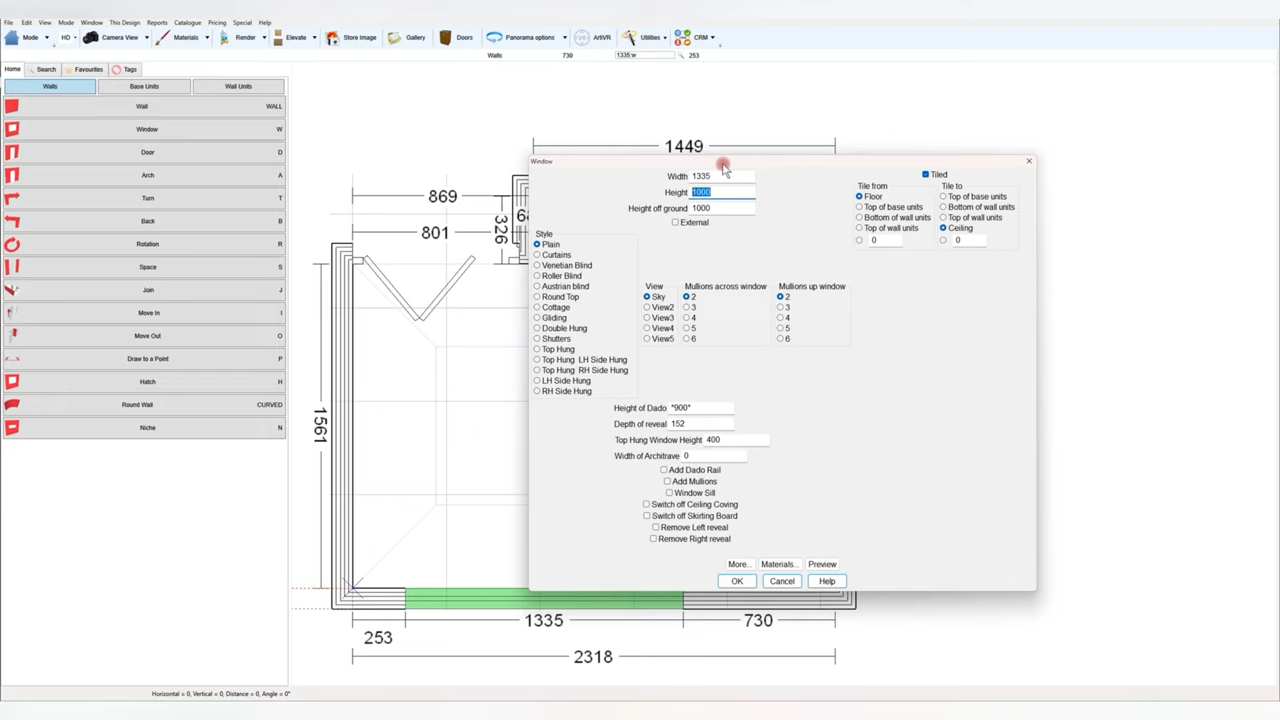 File Edit View Mode Window This Design Reports Catalogue Pricing Special Help
Mode HD Camera View Materials Render Elevate Store Image Gallery Doors Panorama options ArtiVR Utilities CRM
Walls 730 1335:w 253
Home Search Favourites Tags
Walls Base Units Wall Units
Wall WALL
Window W
Door D
Arch A
Turn T
Back B
Rotation R
Space S
Join J
Move In I
Move Out O
Draw to a Point P
Hatch H
Round Wall CURVED
Niche N
1449
869
801
326
1561
253
1335
730
2318
Window
Width 1335
Height 1000
Height off ground 1000
External
Tiled
Tile from
Floor
Top of base units
Bottom of wall units
Top of wall units
0
Tile to
Top of base units
Bottom of wall units
Top of wall units
Ceiling
0
Style
Plain
Curtains
Venetian Blind
Roller Blind
Austrian blind
Round Top
Cottage
Gliding
Double Hung
Shutters
Top Hung
Top Hung LH Side Hung
Top Hung RH Side Hung
LH Side Hung
RH Side Hung
View
Sky
View2
View3
View4
View5
Mullions across window
2
3
4
5
6
Mullions up window
2
3
4
5
6
Height of Dado *900*
Depth of reveal 152
Top Hung Window Height 400
Width of Architrave 0
Add Dado Rail
Add Mullions
Window Sill
Switch off Ceiling Coving
Switch off Skirting Board
Remove Left reveal
Remove Right reveal
More... Materials... Preview
OK Cancel Help
Horizontal = 0, Vertical = 0, Distance = 0, Angle = 0°